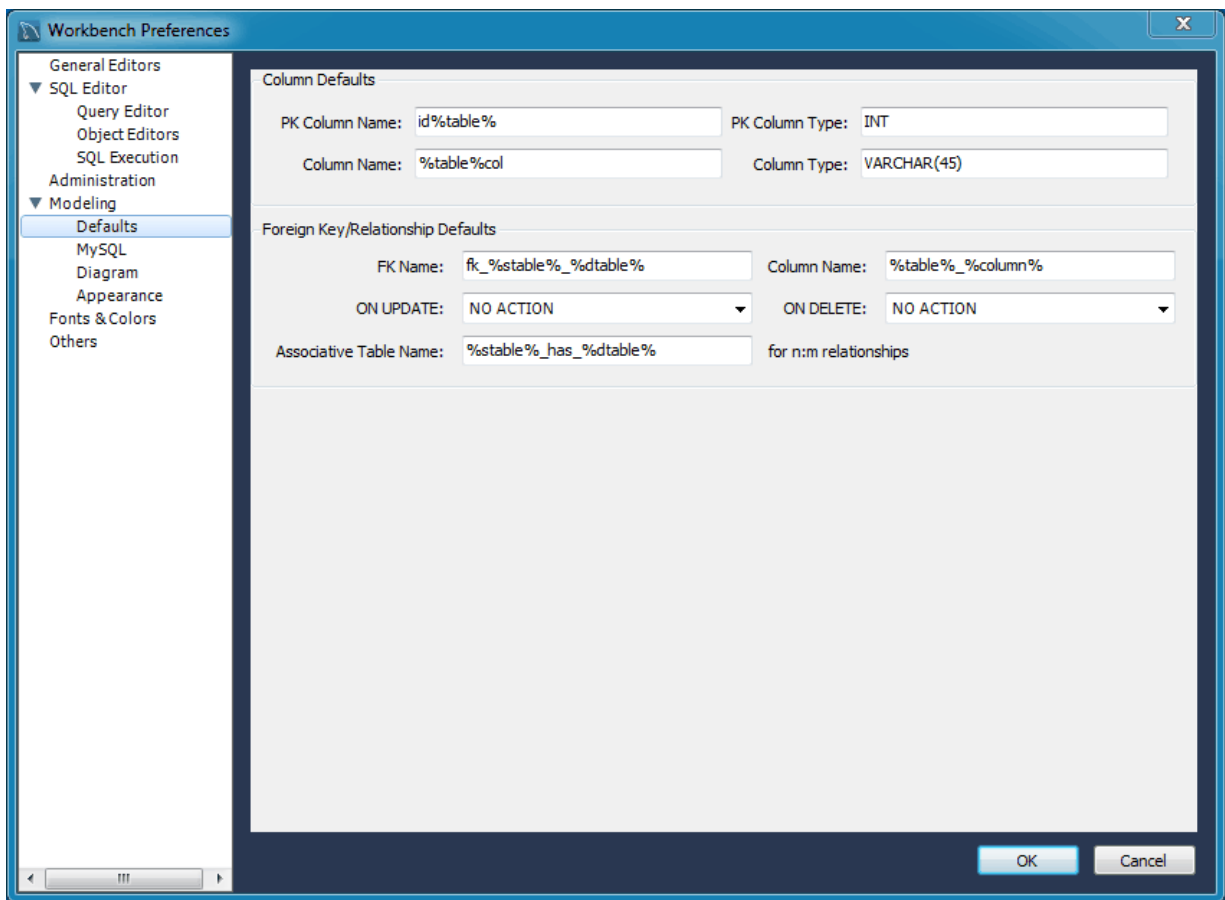 Workbench Preferences
General Editors
SQL Editor
Query Editor
Object Editors
SQL Execution
Administration
Modeling
Defaults
MySQL
Diagram
Appearance
Fonts & Colors
Others
Column Defaults
PK Column Name: id%table% PK Column Type: INT
Column Name: %table%col Column Type: VARCHAR(45)
Foreign Key/Relationship Defaults
FK Name: fk_%stable%_%dtable% Column Name: %table%_%column%
ON UPDATE: NO ACTION ON DELETE: NO ACTION
Associative Table Name: %stable%_has_%dtable% for n:m relationships
OK Cancel